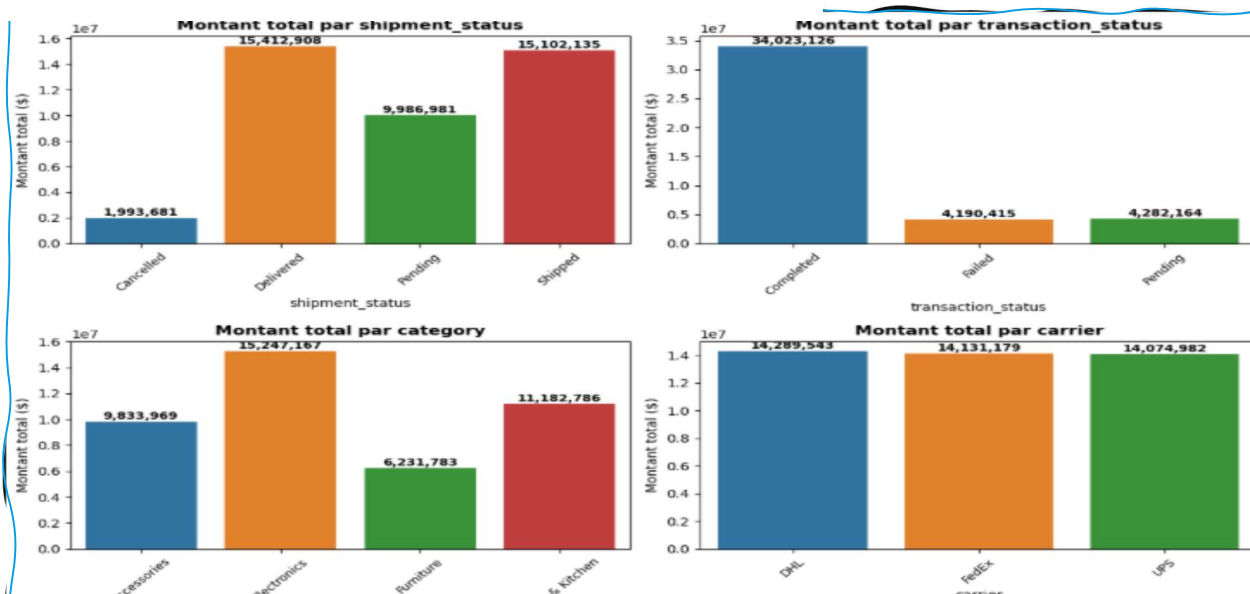 Montant total par shipment_status
1e7
15,412,908
15,102,135
9,986,981
1,993,681
1.6
1.4
1.2
1.0
0.8
0.6
0.4
0.2
0.0
Montant total ($)
Cancelled
Delivered
Pending
Shipped
shipment_status
Montant total par transaction_status
1e7
34,023,126
4,190,415
4,282,164
3.5
3.0
2.5
2.0
1.5
1.0
0.5
0.0
Montant total ($)
Completed
Failed
Pending
transaction_status
Montant total par category
1e7
15,247,167
11,182,786
9,833,969
6,231,783
1.6
1.4
1.2
1.0
0.8
0.6
0.4
0.2
0.0
Montant total ($)
ccessories
lectronics
Furniture
& Kitchen
Montant total par carrier
1e7
14,289,543
14,131,179
14,074,982
1.4
1.2
1.0
0.8
0.6
0.4
0.2
0.0
Montant total ($)
DHL
FedEx
UPS